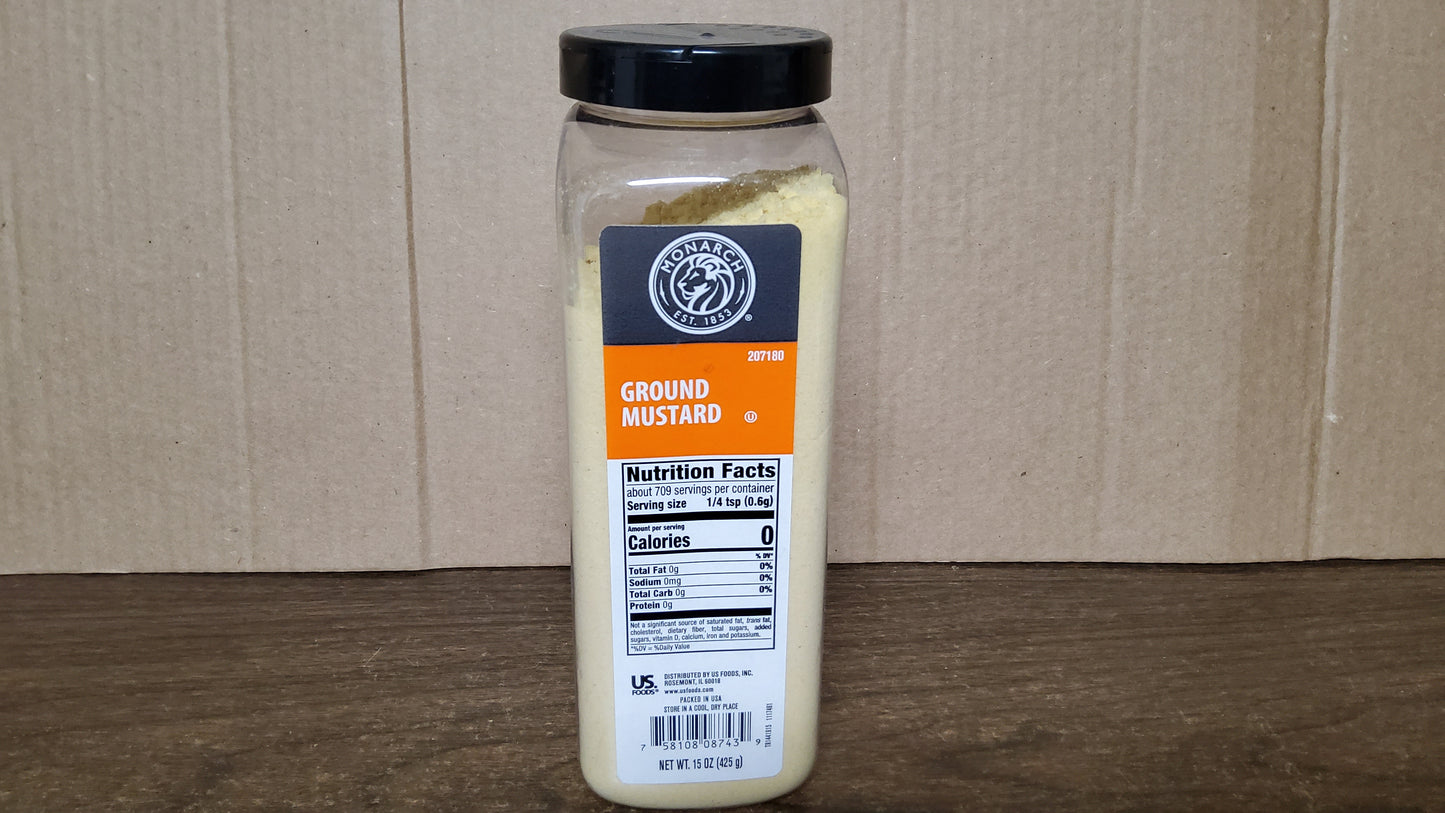 MONARCH
EST. 1853
®
207180
GROUND
MUSTARD
U
Nutrition Facts
about 709 servings per container
Serving size 1/4 tsp (0.6g)
Amount per serving
Calories 0
% DV*
Total Fat 0g 0%
Sodium 0mg 0%
Total Carb 0g 0%
Protein 0g
Not a significant source of saturated fat, trans fat,
cholesterol, dietary fiber, total sugars, added
sugars, vitamin D, calcium, iron and potassium.
*%DV = %Daily Value
US.
FOODS®
DISTRIBUTED BY US FOODS, INC.
ROSEMONT, IL 60018
www.usfoods.com
PACKED IN USA
STORE IN A COOL, DRY PLACE
7 58108 08743 9
NET WT. 15 OZ (425 g)